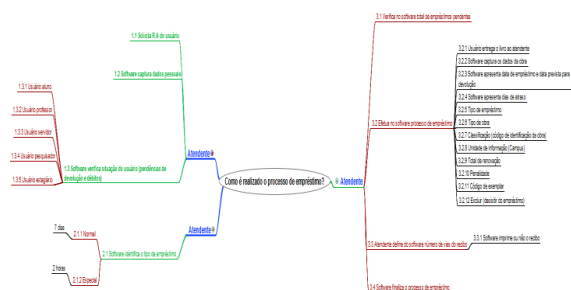 1.1 Solicita R.A do usuário
1.2 Software captura dados pessoais
1.3.1 Usuário aluno
1.3.2 Usuário professor
1.3.3 Usuário servidor
1.3.4 Usuário pesquisador
1.3.5 Usuário estagiário
1.3 Software verifica situação do usuário (pendências de
devolução e débitos)
Atendente
7 dias
2.1.1 Normal
2 horas
2.1.2 Especial
2.1 Software identifica o tipo de empréstimo
Atendente
Como é realizado o processo de empréstimo?
Atendente
3.1 Verifica no software total de empréstimos pendentes
3.2 Efetua no software processo de empréstimo
3.2.1 Usuário entrega o livro ao atendente
3.2.2 Software captura os dados da obra
3.2.3 Software apresenta data de empréstimo e data prevista para
devolução
3.2.4 Software apresenta dias de atraso
3.2.5 Tipo de empréstimo
3.2.6 Tipo de obra
3.2.7 Classificação (código de identificação da obra)
3.2.8 Unidade de informação (Campus)
3.2.9 Total de renovação
3.2.10 Penalidade
3.2.11 Código de exemplar
3.2.12 Excluir (desistir do empréstimo)
3.3 Atendente define do software número de vias do recibo
3.3.1 Software imprime ou não o recibo
3.4 Software finaliza o processo de empréstimo